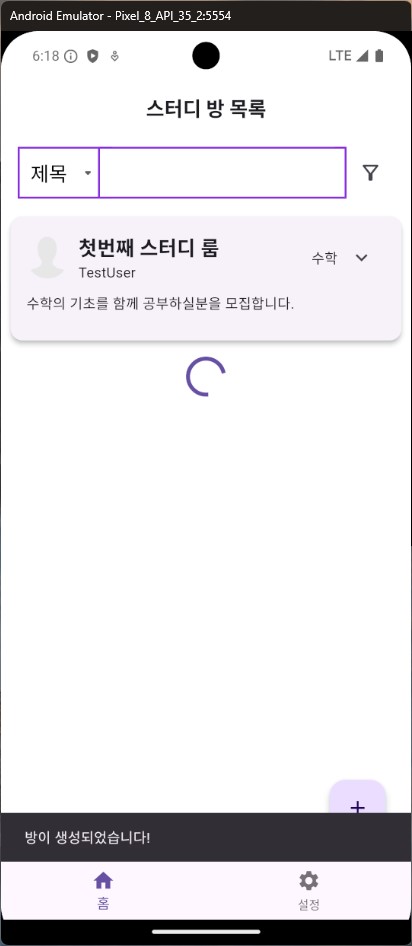 Android Emulator - Pixel_8_API_35_2:5554
6:18 LTE
스터디 방 목록
제목
첫번째 스터디 룸
TestUser
수학
수학의 기초를 함께 공부하실분을 모집합니다.
+
방이 생성되었습니다!
홈 설정